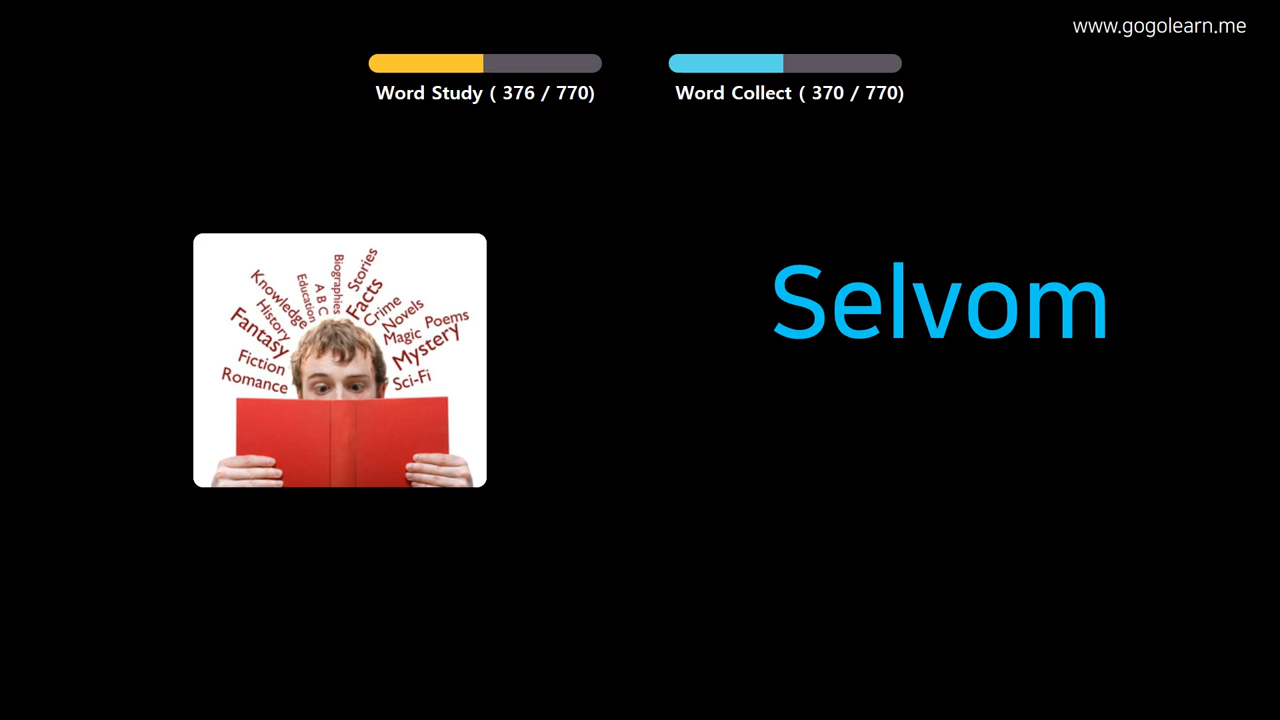 www.gogolearn.me
Word Study ( 376 / 770)
Word Collect ( 370 / 770)
Selvom
Knowledge
History
Fantasy
Fiction
Romance
Education
A B C
Biographies
Stories
Facts
Crime
Novels
Magic
Poems
Mystery
Sci-Fi